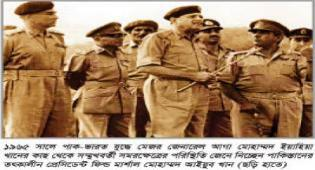 ১৯৬৫ সালে পাক-ভারত যুদ্ধে মেজর জেনারেল আগা মোহাম্মদ ইয়াহিয়া
খানের কাছ থেকে সম্মুখবর্তী সমরক্ষেত্রের পরিস্থিতি জেনে নিচ্ছেন পাকিস্তানের
তৎকালীন প্রেসিডেন্ট ফিল্ড মার্শাল মোহাম্মদ আইয়ুব খান (ছড়ি হাতে)